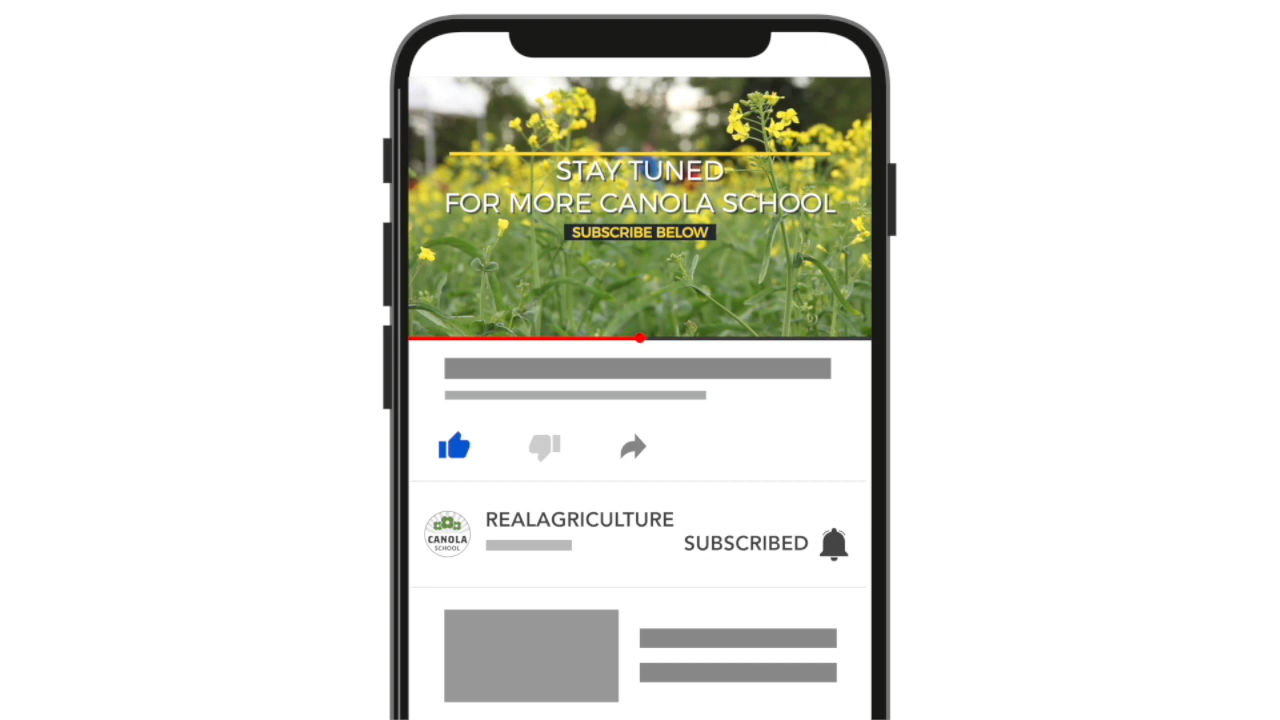 STAY TUNED
FOR MORE CANOLA SCHOOL
SUBSCRIBE BELOW
REALAGRICULTURE
CANOLA
SCHOOL
SUBSCRIBED